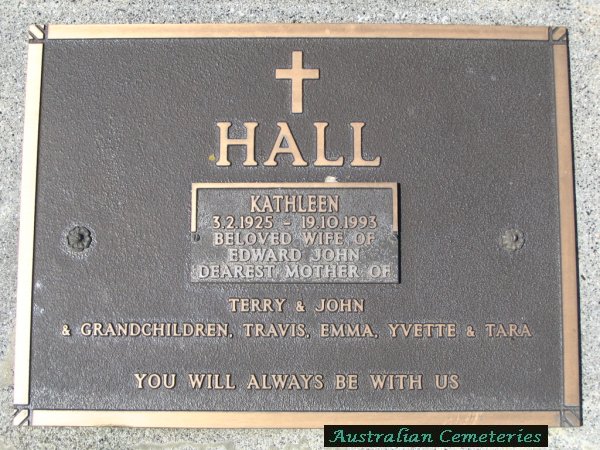 HALL
KATHLEEN
3.2.1925 - 19.10.1993
BELOVED WIFE OF
EDWARD JOHN
DEAREST MOTHER OF
TERRY & JOHN
& GRANDCHILDREN, TRAVIS, EMMA, YVETTE & TARA
YOU WILL ALWAYS BE WITH US
Australian Cemeteries